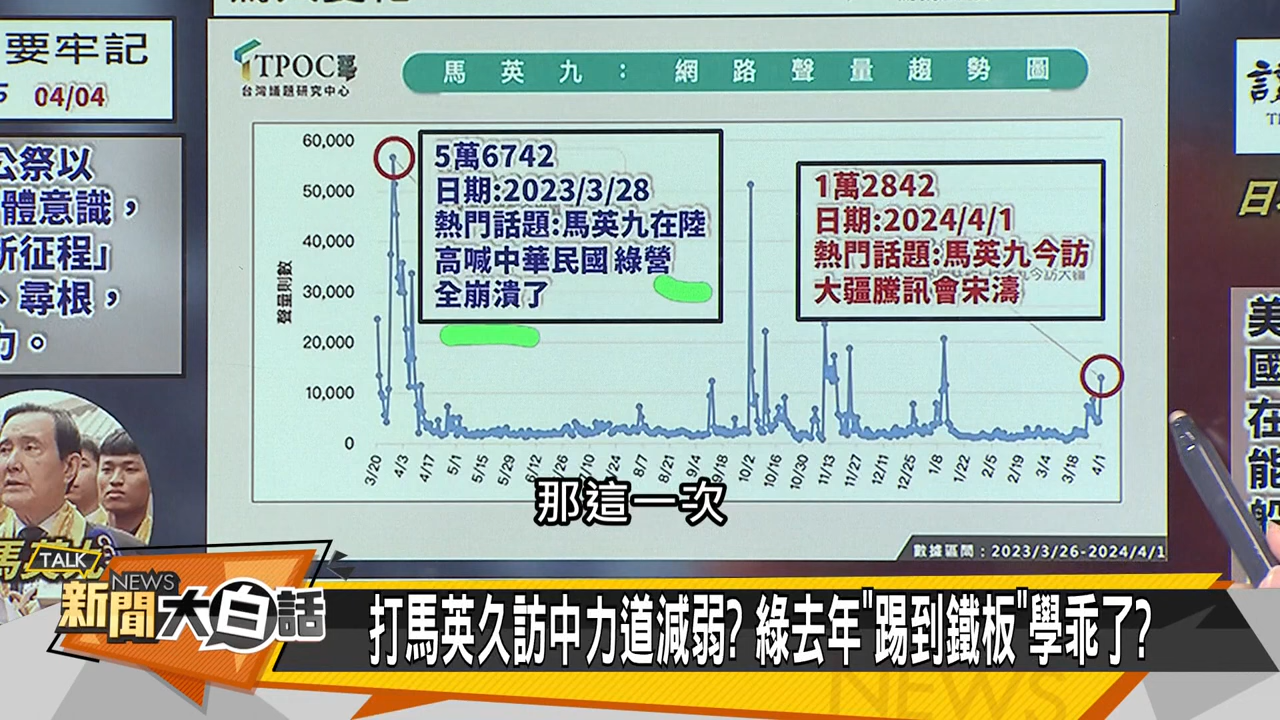 要牢記
04/04
公祭以
體意識，
新征程」
、尋根，
力。
TPOC
台灣議題研究中心
馬英九：網路聲量趨勢圖
聲量則數
60,000
50,000
40,000
30,000
20,000
10,000
0
5萬6742
日期:2023/3/28
熱門話題:馬英九在陸
高喊中華民國 綠營
全崩潰了
1萬2842
日期:2024/4/1
熱門話題:馬英九今訪
大疆騰訊會宋濤
3/20 4/3 4/17 5/1 5/15 5/29 6/12 6/26 7/10 7/24 8/7 8/21 9/4 9/18 10/2 10/16 10/30 11/13 11/27 12/11 12/25 1/8 1/22 2/5 2/19 3/4 3/18 4/1
數據區間：2023/3/26-2024/4/1
美
國
在
能
那這一次
馬英九
TALK
NEWS
新聞大白話
打馬英久訪中力道減弱? 綠去年"踢到鐵板"學乖了?
NEWS